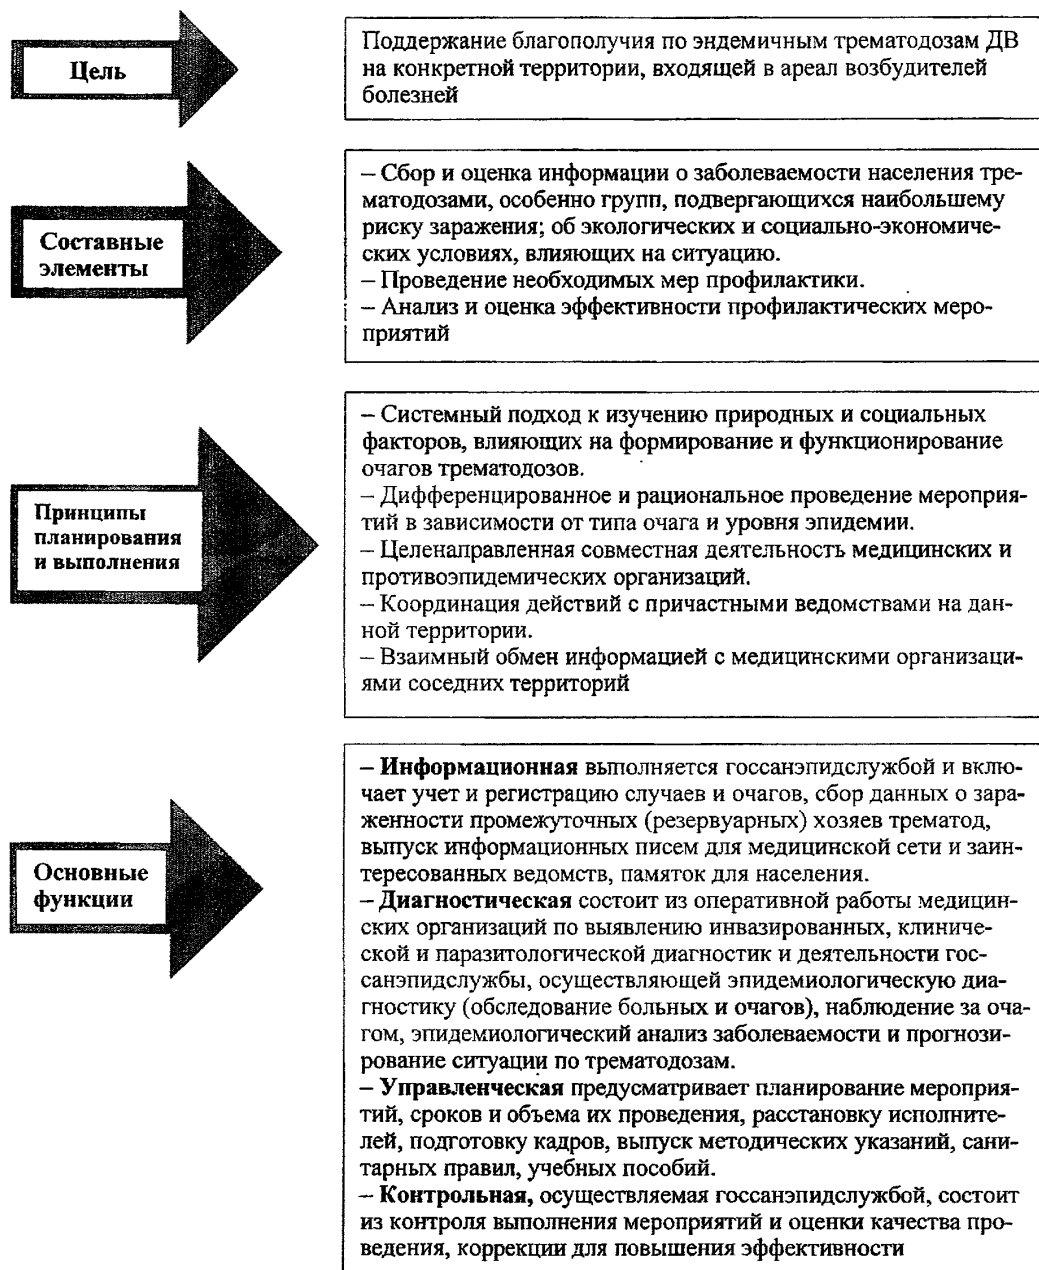 Цель
Поддержание благополучия по эндемичным трематодозам ДВ
на конкретной территории, входящей в ареал возбудителей
болезней
Составные
элементы
– Сбор и оценка информации о заболеваемости населения тре-
матодозами, особенно групп, подвергающихся наибольшему
риску заражения; об экологических и социально-экономиче-
ских условиях, влияющих на ситуацию.
– Проведение необходимых мер профилактики.
– Анализ и оценка эффективности профилактических меро-
приятий
Принципы
планирования
и выполнения
– Системный подход к изучению природных и социальных
факторов, влияющих на формирование и функционирование
очагов трематодозов.
– Дифференцированное и рациональное проведение мероприя-
тий в зависимости от типа очага и уровня эпидемии.
– Целенаправленная совместная деятельность медицинских и
противоэпидемических организаций.
– Координация действий с причастными ведомствами на дан-
ной территории.
– Взаимный обмен информацией с медицинскими организаци-
ями соседних территорий
Основные
функции
– Информационная выполняется госсанэпидслужбой и вклю-
чает учет и регистрацию случаев и очагов, сбор данных о зара-
женности промежуточных (резервуарных) хозяев трематод,
выпуск информационных писем для медицинской сети и заин-
тересованных ведомств, памяток для населения.
– Диагностическая состоит из оперативной работы медицин-
ских организаций по выявлению инвазированных, клиниче-
ской и паразитологической диагностик и деятельности гос-
санэпидслужбы, осуществляющей эпидемиологическую диа-
гностику (обследование больных и очагов), наблюдение за оча-
гом, эпидемиологический анализ заболеваемости и прогнози-
рование ситуации по трематодозам.
– Управленческая предусматривает планирование мероприя-
тий, сроков и объема их проведения, расстановку исполните-
лей, подготовку кадров, выпуск методических указаний, сани-
тарных правил, учебных пособий.
– Контрольная, осуществляемая госсанэпидслужбой, состоит
из контроля выполнения мероприятий и оценки качества про-
ведения, коррекции для повышения эффективности